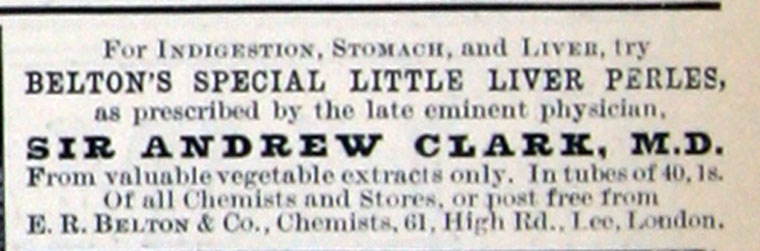 For Indigestion, Stomach, and Liver, try
BELTON'S SPECIAL LITTLE LIVER PERLES,
as prescribed by the late eminent physician,
SIR ANDREW CLARK, M.D.
From valuable vegetable extracts only. In tubes of 40, 1s.
Of all Chemists and Stores, or post free from
E. R. Belton & Co., Chemists, 61, High Rd., Lee, London.